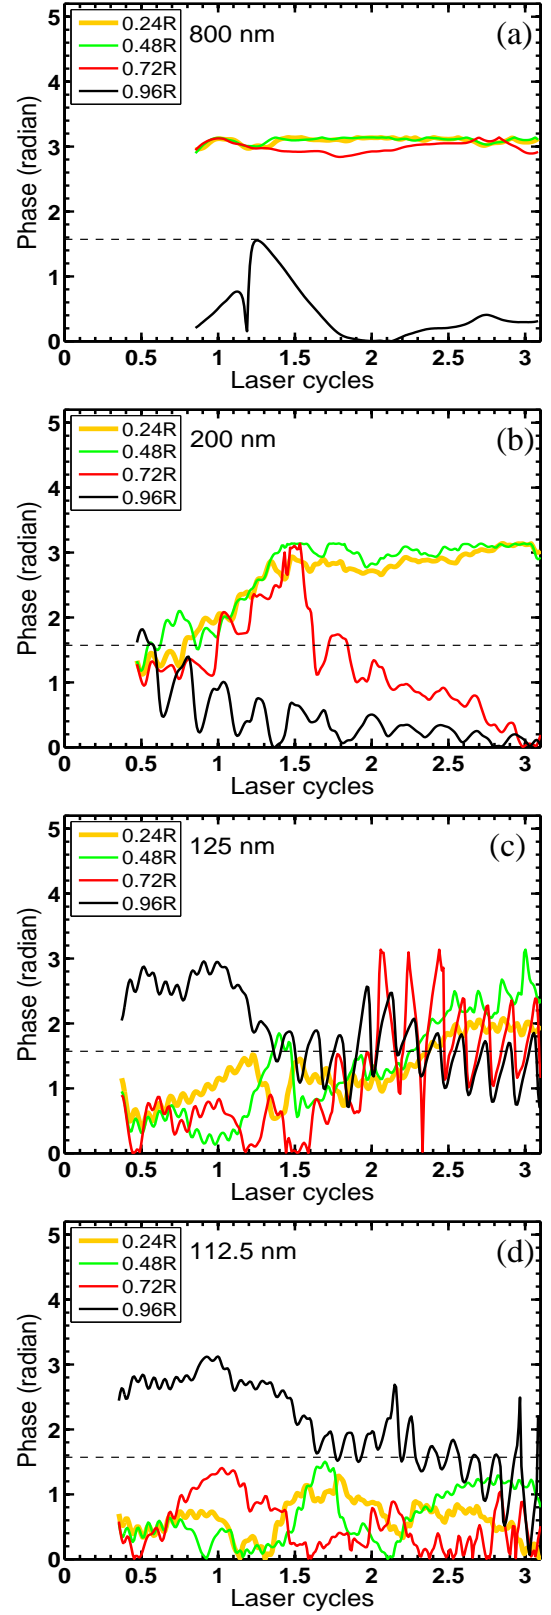 0.24R
0.48R
0.72R
0.96R
800 nm
(a)
Phase (radian)
5
4
3
2
1
0
0 0.5 1 1.5 2 2.5 3
Laser cycles
0.24R
0.48R
0.72R
0.96R
200 nm
(b)
Phase (radian)
5
4
3
2
1
0
0 0.5 1 1.5 2 2.5 3
Laser cycles
0.24R
0.48R
0.72R
0.96R
125 nm
(c)
Phase (radian)
5
4
3
2
1
0
0 0.5 1 1.5 2 2.5 3
Laser cycles
0.24R
0.48R
0.72R
0.96R
112.5 nm
(d)
Phase (radian)
5
4
3
2
1
0
0 0.5 1 1.5 2 2.5 3
Laser cycles